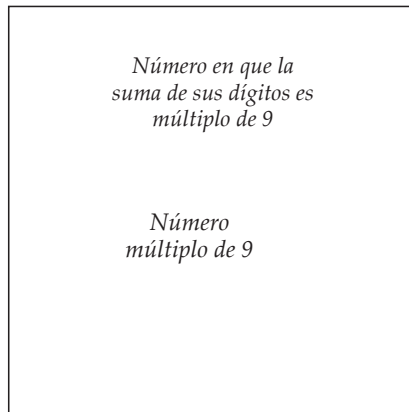 Número en que la
suma de sus dígitos es
múltiplo de 9
Número
múltiplo de 9